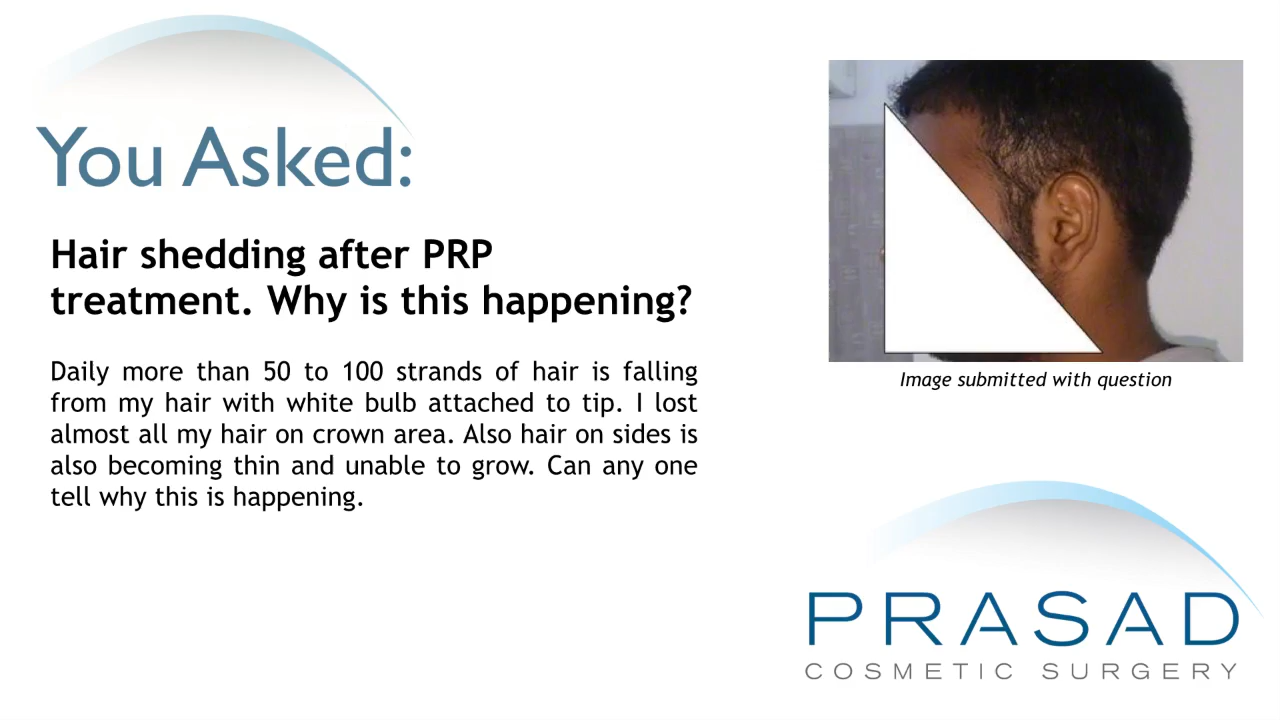 You Asked:
Hair shedding after PRP
treatment. Why is this happening?
Daily more than 50 to 100 strands of hair is falling
from my hair with white bulb attached to tip. I lost
almost all my hair on crown area. Also hair on sides is
also becoming thin and unable to grow. Can any one
tell why this is happening.
Image submitted with question
PRASAD
COSMETIC SURGERY